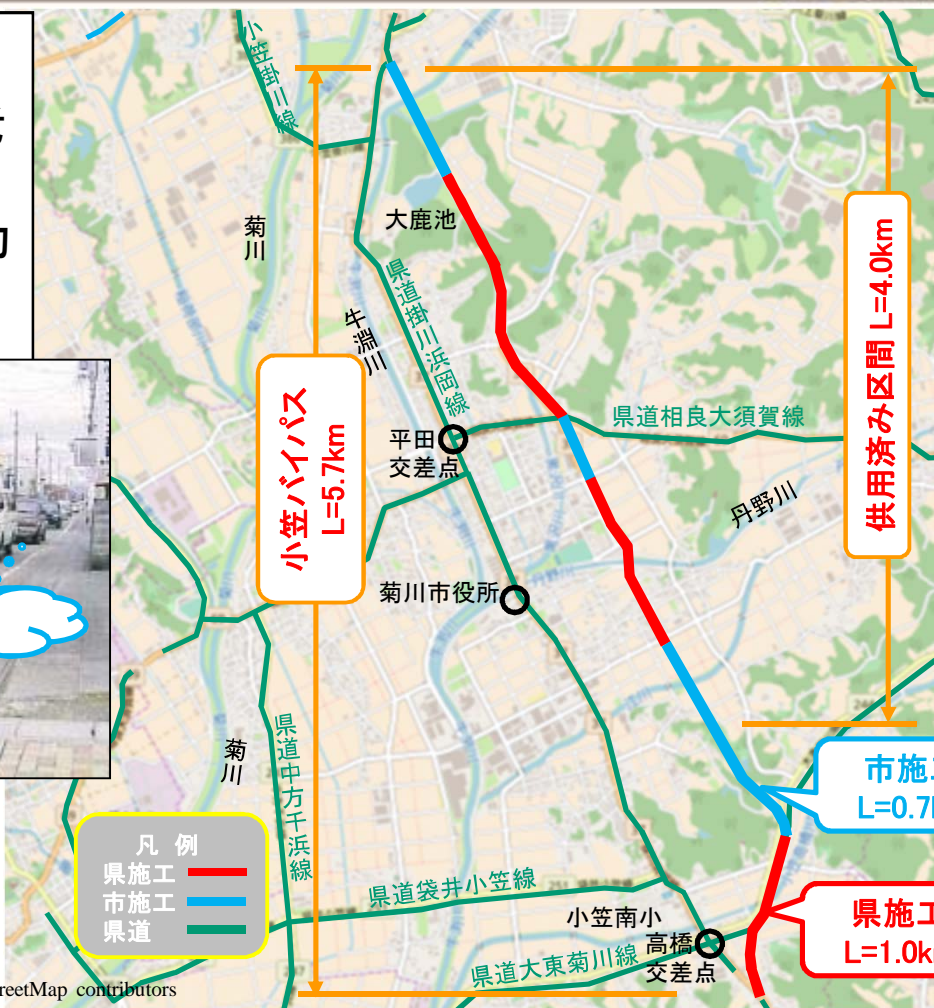 小笠掛川線
菊川
大鹿池
県道掛川浜岡線
牛淵川
供用済み区間 L=4.0km
小笠バイパス
L=5.7km
県道相良大須賀線
平田
交差点
丹野川
菊川市役所
菊川
県道中方千浜線
市施工
L=0.7
凡 例
県施工
市施工
県道
県道袋井小笠線
小笠南小
高橋
交差点
県道大東菊川線
県施工
L=1.0k
reetMap contributors